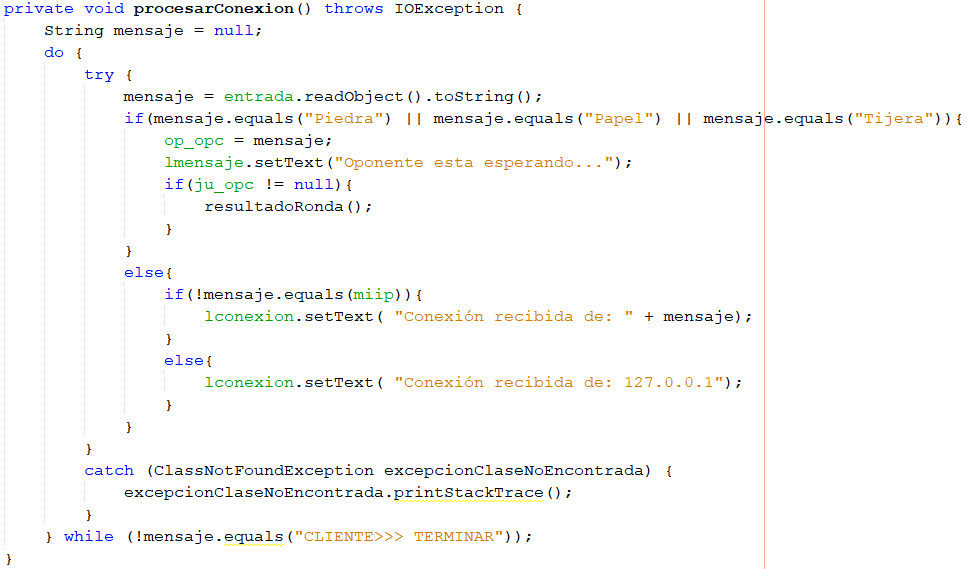 private void procesarConexion() throws IOException {
    String mensaje = null;
    do {
        try {
            mensaje = entrada.readObject().toString();
            if(mensaje.equals("Piedra") || mensaje.equals("Papel") || mensaje.equals("Tijera")){
                op_opc = mensaje;
                lmensaje.setText("Oponente esta esperando...");
                if(ju_opc != null){
                    resultadoRonda();
                }
            }
            else{
                if(!mensaje.equals(miip)){
                    lconexion.setText( "Conexión recibida de: " + mensaje);
                }
                else{
                    lconexion.setText( "Conexión recibida de: 127.0.0.1");
                }
            }
        }
        catch (ClassNotFoundException excepcionClaseNoEncontrada) {
            excepcionClaseNoEncontrada.printStackTrace();
        }
    } while (!mensaje.equals("CLIENTE>>> TERMINAR"));
}